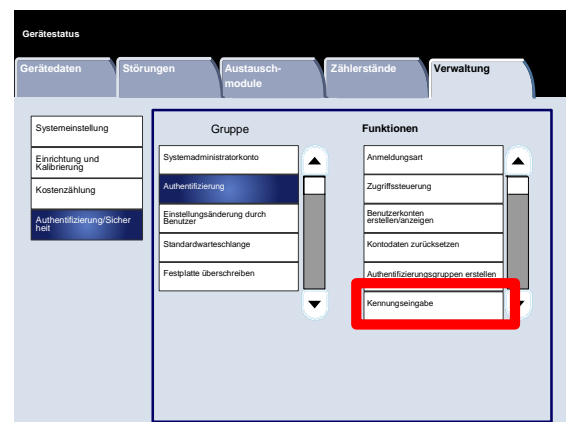 Gerätestatus
Gerätedaten
Störungen
Austausch-
module
Zählerstände
Verwaltung
Systemeinstellung
Einrichtung und
Kalibrierung
Kostenzählung
Authentifizierung/Sicher
heit
Gruppe
Systemadministratorkonto
Authentifizierung
Einstellungsänderung durch
Benutzer
Standardwarteschlange
Festplatte überschreiben
Funktionen
Anmeldungsart
Zugriffssteuerung
Benutzerkonten
erstellen/anzeigen
Kontodaten zurücksetzen
Authentifizierungsgruppen erstellen
Kennungseingabe